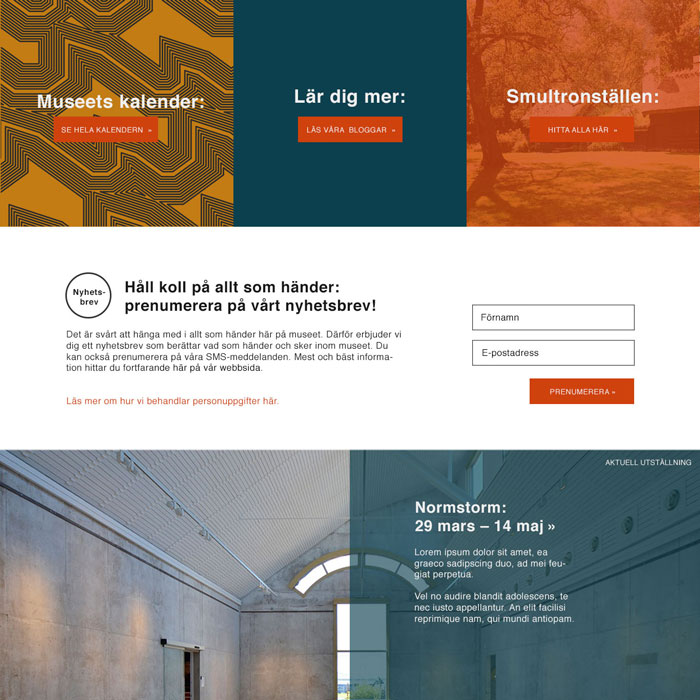 Museets kalender:
SE HELA KALENDERN »
Lär dig mer:
LÄS VÅRA BLOGGAR »
Smultronställen:
HITTA ALLA HÄR »
Nyhets-
brev
Håll koll på allt som händer:
prenumerera på vårt nyhetsbrev!
Det är svårt att hänga med i allt som händer här på museet. Därför erbjuder vi
dig ett nyhetsbrev som berättar vad som händer och sker inom museet. Du
kan också prenumerera på våra SMS-meddelanden. Mest och bäst informa-
tion hittar du fortfarande här på vår webbsida.
Läs mer om hur vi behandlar personuppgifter här.
Förnamn
E-postadress
PRENUMERERA »
AKTUELL UTSTÄLLNING
Normstorm:
29 mars – 14 maj »
Lorem ipsum dolor sit amet, ea
graeco sadipscing duo, ad mei feu-
giat perpetua.
Vel no audire blandit adolescens, te
nec iusto appellantur. An elit facilisi
reprimique nam, qui mundi antiopam.